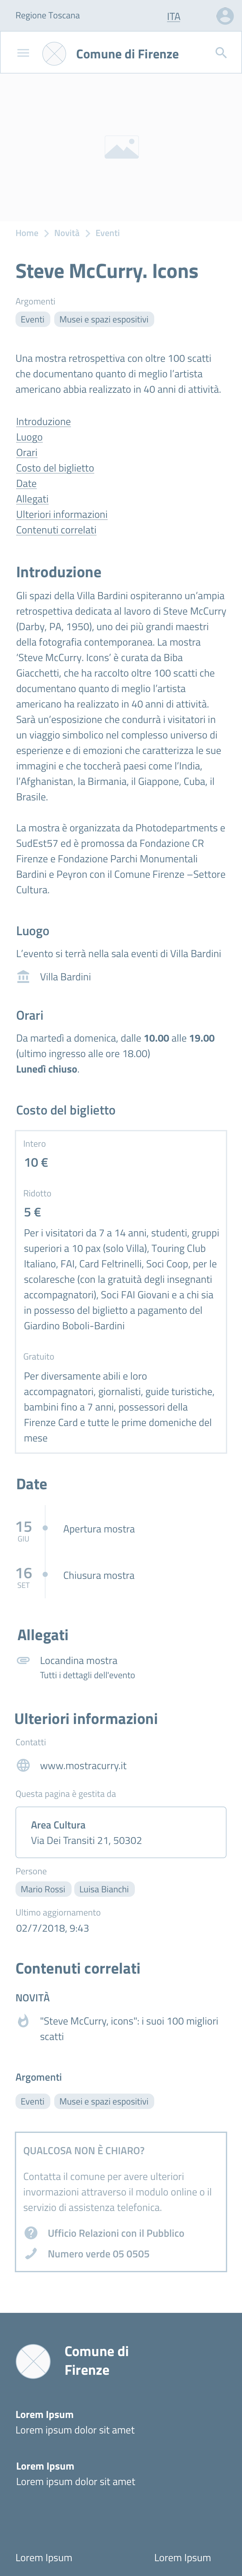 Regione Toscana
ITA
Comune di Firenze
Home > Novità > Eventi
Steve McCurry. Icons
Argomenti
Eventi Musei e spazi espositivi
Una mostra retrospettiva con oltre 100 scatti
che documentano quanto di meglio l'artista
americano abbia realizzato in 40 anni di attività.
Introduzione
Luogo
Orari
Costo del biglietto
Date
Allegati
Ulteriori informazioni
Contenuti correlati
Introduzione
Gli spazi della Villa Bardini ospiteranno un'ampia
retrospettiva dedicata al lavoro di Steve McCurry
(Darby, PA, 1950), uno dei più grandi maestri
della fotografia contemporanea. La mostra
'Steve McCurry. Icons' è curata da Biba
Giacchetti, che ha raccolto oltre 100 scatti che
documentano quanto di meglio l'artista
americano ha realizzato in 40 anni di attività.
Sarà un'esposizione che condurrà i visitatori in
un viaggio simbolico nel complesso universo di
esperienze e di emozioni che caratterizza le sue
immagini e che toccherà paesi come l'India,
l'Afghanistan, la Birmania, il Giappone, Cuba, il
Brasile.
La mostra è organizzata da Photodepartments e
SudEst57 ed è promossa da Fondazione CR
Firenze e Fondazione Parchi Monumentali
Bardini e Peyron con il Comune Firenze –Settore
Cultura.
Luogo
L'evento si terrà nella sala eventi di Villa Bardini
Villa Bardini
Orari
Da martedì a domenica, dalle 10.00 alle 19.00
(ultimo ingresso alle ore 18.00)
Lunedì chiuso.
Costo del biglietto
Intero
10 €
Ridotto
5 €
Per i visitatori da 7 a 14 anni, studenti, gruppi
superiori a 10 pax (solo Villa), Touring Club
Italiano, FAI, Card Feltrinelli, Soci Coop, per le
scolaresche (con la gratuità degli insegnanti
accompagnatori), Soci FAI Giovani e a chi sia
in possesso del biglietto a pagamento del
Giardino Boboli-Bardini
Gratuito
Per diversamente abili e loro
accompagnatori, giornalisti, guide turistiche,
bambini fino a 7 anni, possessori della
Firenze Card e tutte le prime domeniche del
mese
Date
15
GIU
Apertura mostra
16
SET
Chiusura mostra
Allegati
Locandina mostra
Tutti i dettagli dell'evento
Ulteriori informazioni
Contatti
www.mostracurry.it
Questa pagina è gestita da
Area Cultura
Via Dei Transiti 21, 50302
Persone
Mario Rossi Luisa Bianchi
Ultimo aggiornamento
02/7/2018, 9:43
Contenuti correlati
NOVITÀ
"Steve McCurry, icons": i suoi 100 migliori
scatti
Argomenti
Eventi Musei e spazi espositivi
QUALCOSA NON È CHIARO?
Contatta il comune per avere ulteriori
invormazioni attraverso il modulo online o il
servizio di assistenza telefonica.
Ufficio Relazioni con il Pubblico
Numero verde 05 0505
Comune di
Firenze
Lorem Ipsum
Lorem ipsum dolor sit amet
Lorem Ipsum
Lorem ipsum dolor sit amet
Lorem Ipsum Lorem Ipsum